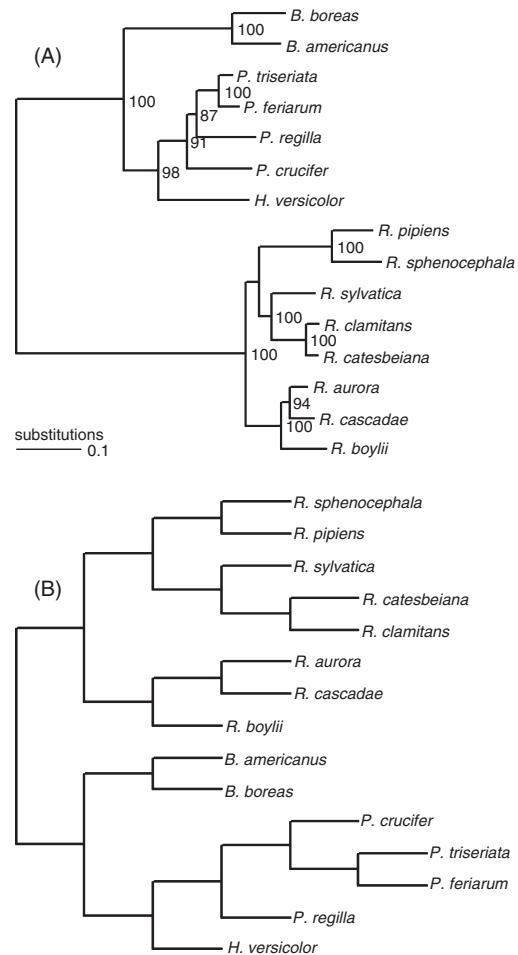 B. boreas
100
B. americanus
(A)
P. triseriata
100
100
P. feriarum
87
P. regilla
91
P. crucifer
98
H. versicolor
R. pipiens
100
R. sphenocephala
R. sylvatica
100
R. clamitans
100
R. catesbeiana
100
R. aurora
94
R. cascadae
100
substitutions
0.1
R. boylii
R. sphenocephala
R. pipiens
R. sylvatica
(B)
R. catesbeiana
R. clamitans
R. aurora
R. cascadae
R. boylii
B. americanus
B. boreas
P. crucifer
P. triseriata
P. feriarum
P. regilla
H. versicolor